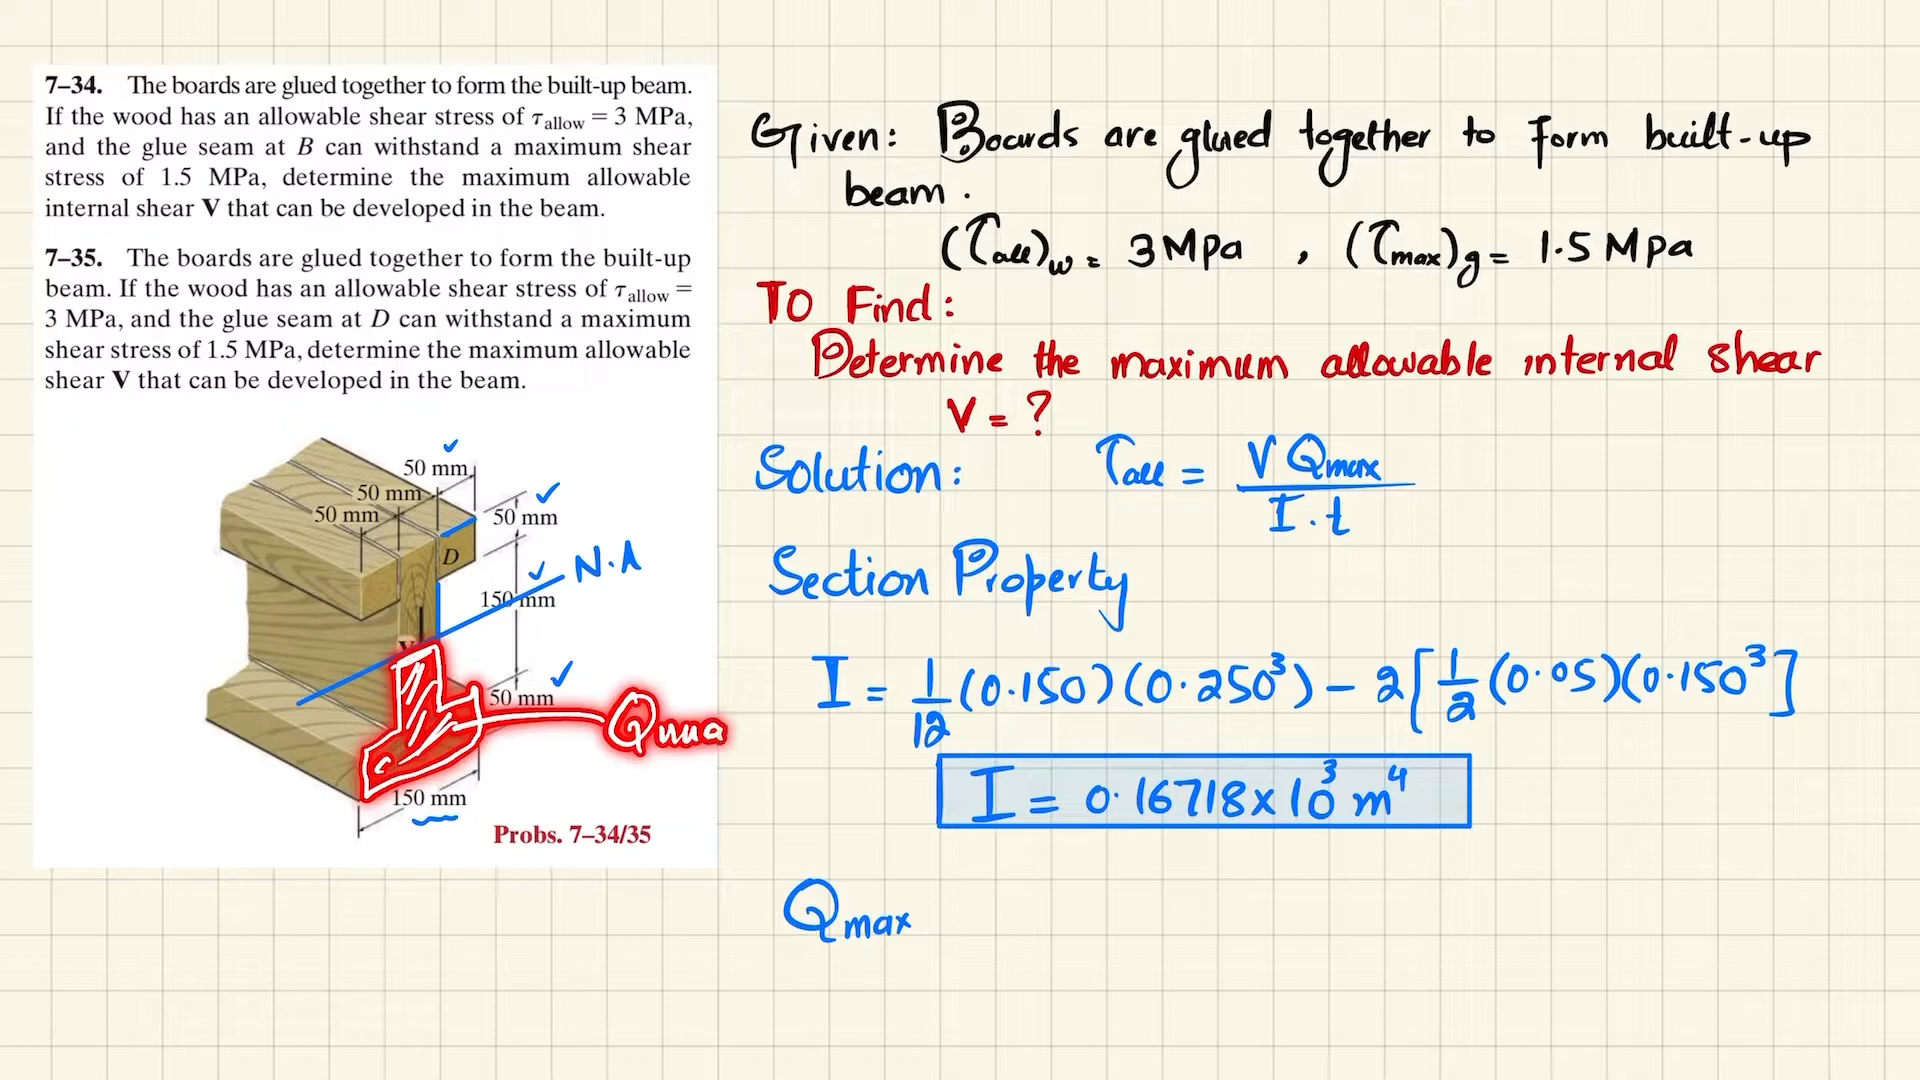 7–34. The boards are glued together to form the built-up beam.
If the wood has an allowable shear stress of τallow = 3 MPa,
and the glue seam at B can withstand a maximum shear
stress of 1.5 MPa, determine the maximum allowable
internal shear V that can be developed in the beam.
7–35. The boards are glued together to form the built-up
beam. If the wood has an allowable shear stress of τallow =
3 MPa, and the glue seam at D can withstand a maximum
shear stress of 1.5 MPa, determine the maximum allowable
shear V that can be developed in the beam.
50 mm
50 mm
50 mm
50 mm
D
N.A
150 mm
V
50 mm
150 mm
Probs. 7–34/35
Given: Boards are glued together to form built-up
beam.
(τall)w = 3 Mpa , (τmax)g = 1.5 Mpa
To Find:
Determine the maximum allowable internal shear
V = ?
Solution: τall = V Qmax / I.t
Section Property
I = 1/12 (0.150)(0.250³) – 2[1/2 (0.05)(0.150³]
I = 0.16718x10³ m⁴
Qmax